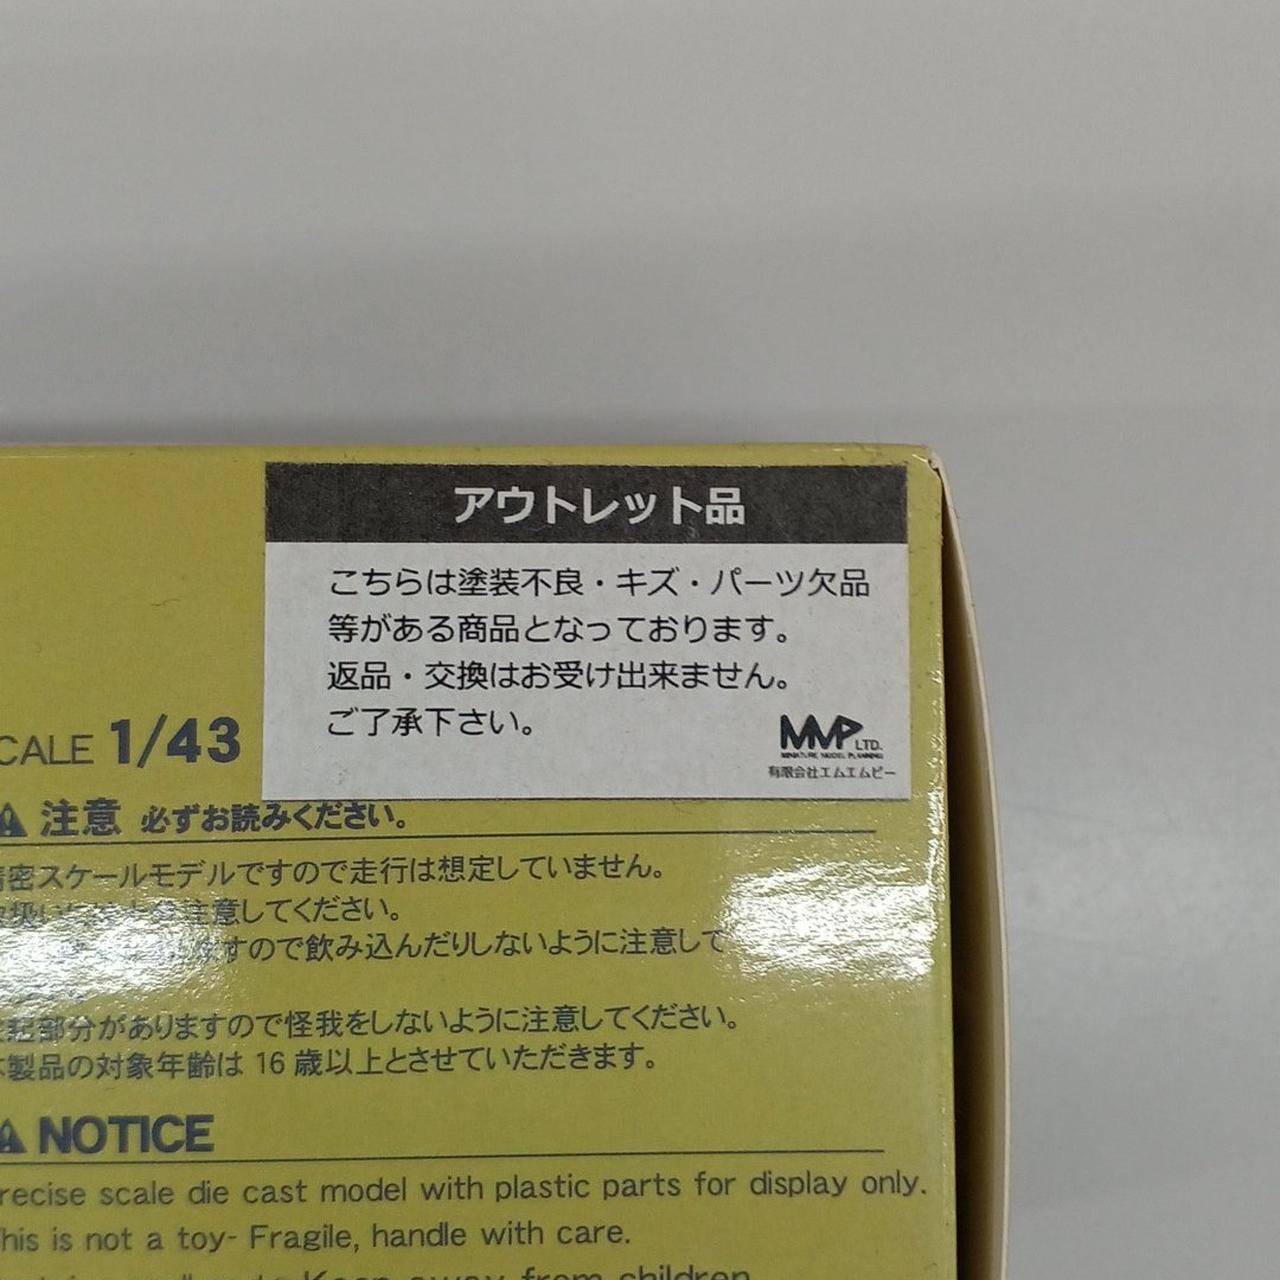 アウトレット品
こちらは塗装不良・キズ・パーツ欠品
等がある商品となっております。
返品・交換はお受け出来ません。
ご了承下さい。
MMP LTD.
MINIATURE MODEL PLANNING
有限会社エムエムピー
CALE 1/43
注意 必ずお読みください。
密スケールモデルですので走行は想定していません。
注意してください。
すので飲み込んだりしないように注意して
部分がありますので怪我をしないように注意してください。
製品の対象年齢は 16 歳以上とさせていただきます。
NOTICE
recise scale die cast model with plastic parts for display only.
his is not a toy- Fragile, handle with care.
Keep away from children